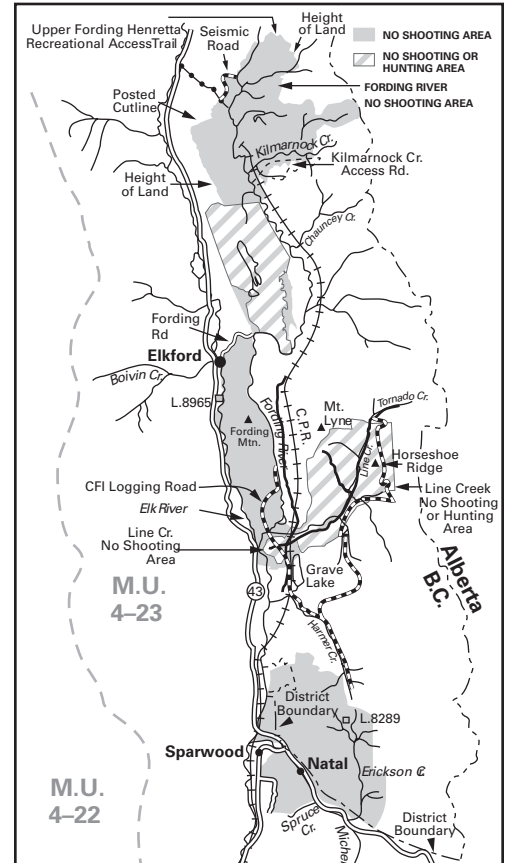 Upper Fording Henretta
Recreational AccessTrail
Seismic
Road
Height
of Land
NO SHOOTING AREA
NO SHOOTING OR
HUNTING AREA
FORDING RIVER
NO SHOOTING AREA
Posted
Cutline
Kilmarnock Cr.
Kilmarnock Cr.
Access Rd.
Height
of Land
Chauncey Cr.
Fording
Rd
Elkford
Boivin Cr.
L.8965
Fording
Mtn.
Fording River
C.P.R.
Mt.
Lyne
Tornado Cr.
Line Cr.
Horseshoe
Ridge
CFI Logging Road
Elk River
Line Creek
No Shooting
or Hunting
Area
Line Cr.
No Shooting
Area
Alberta
B.C.
M.U.
4–23
43
Grave
Lake
Harmer Cr.
District
Boundary
L.8289
Sparwood
Natal
Erickson C
M.U.
4–22
Spruce
Cr.
Michel
District
Boundary